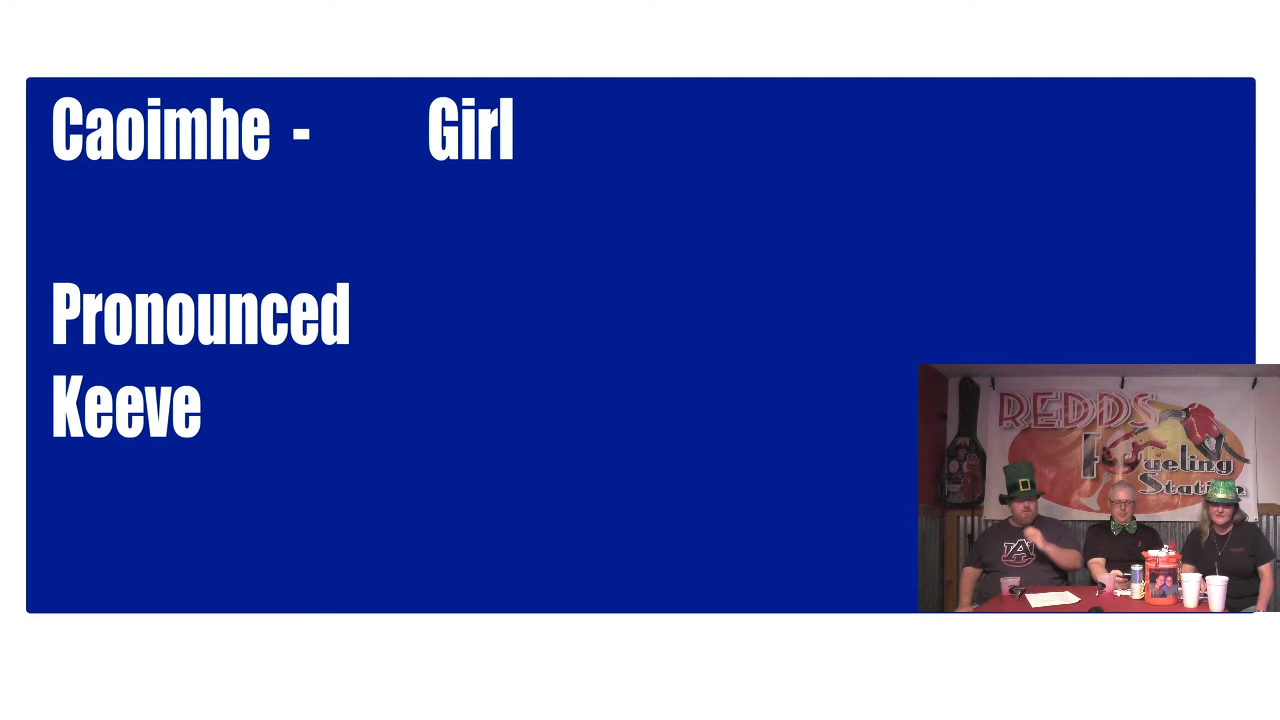 Caoimhe - Girl
Pronounced
Keeve
REDDS
Fueling
Station